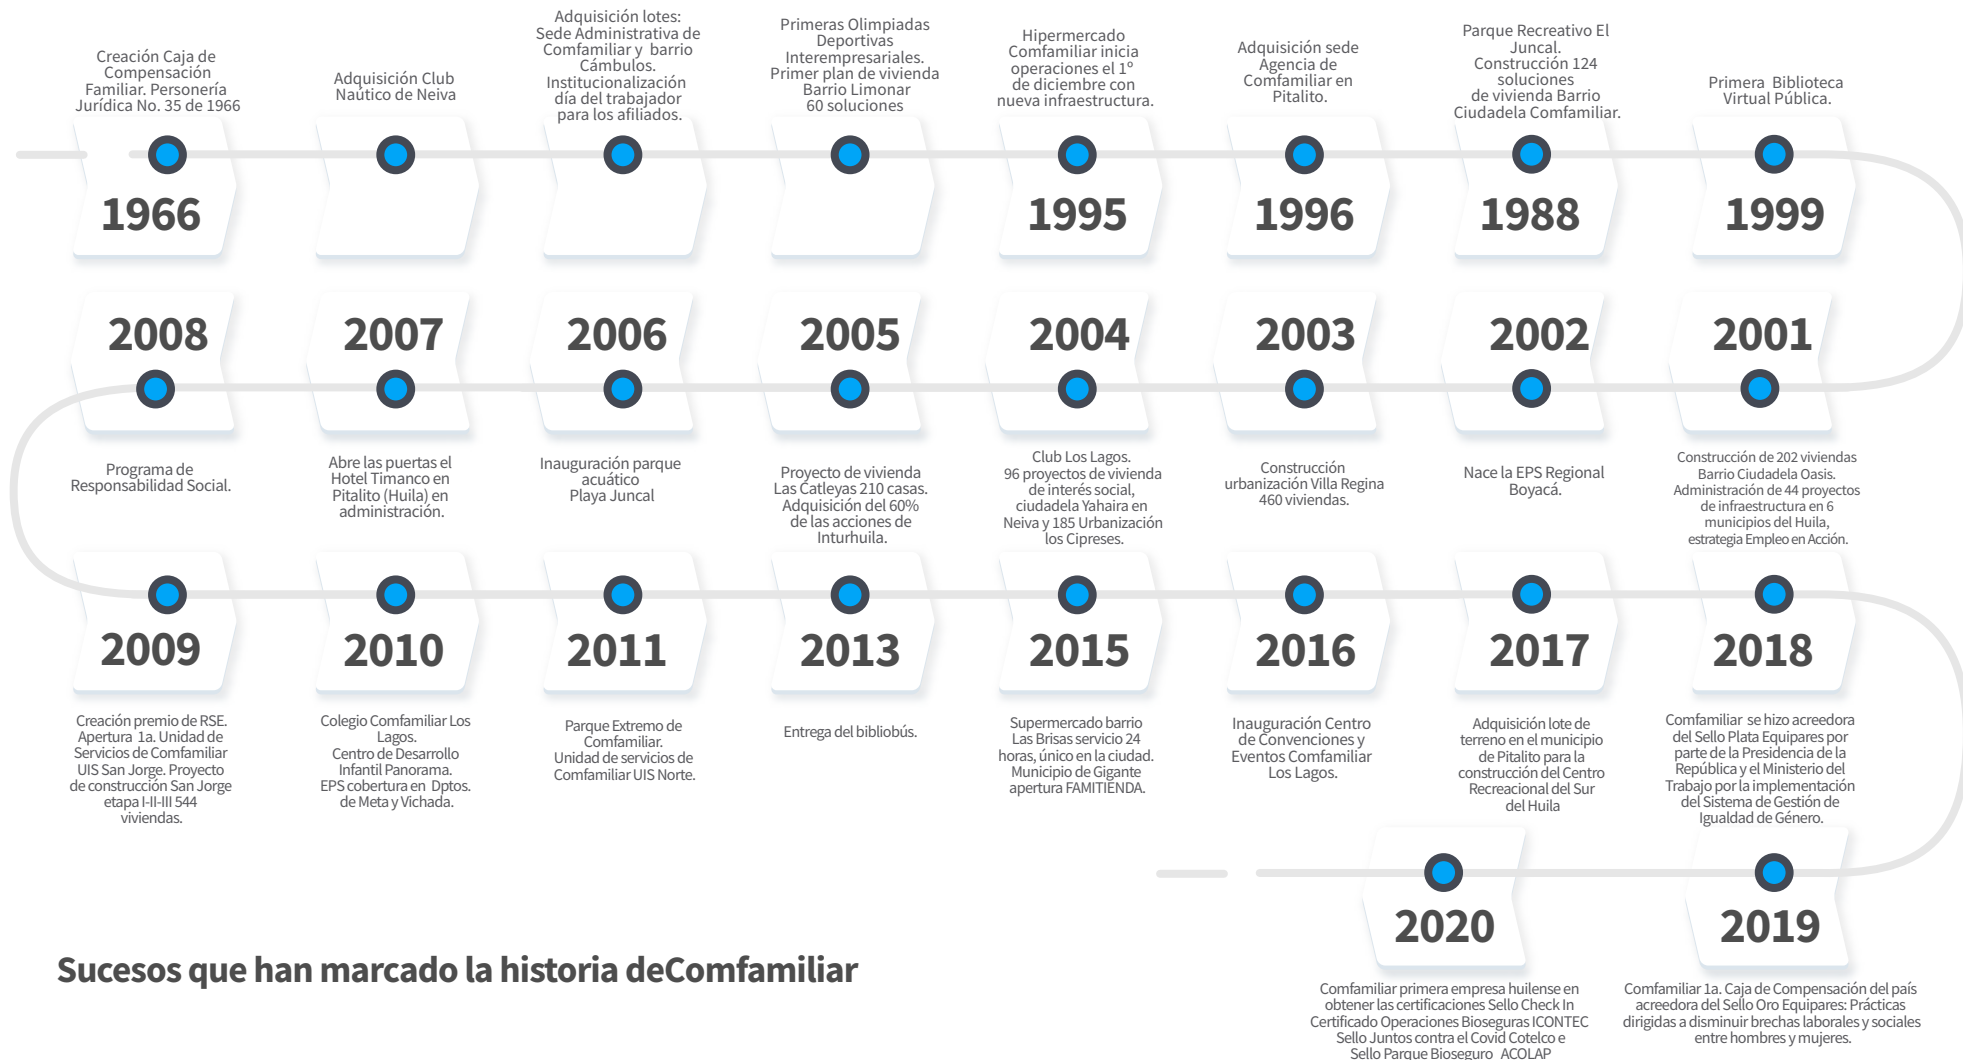 Creación Caja de
Compensación
Familiar. Personería
Jurídica No. 35 de 1966
1966
Adquisición Club
Naútico de Neiva
Adquisición lotes:
Sede Administrativa de
Comfamiliar y barrio
Cámbulos.
Institucionalización
día del trabajador
para los afiliados.
Primeras Olimpiadas
Deportivas
Interempresariales.
Primer plan de vivienda
Barrio Limonar
60 soluciones
Hipermercado
Comfamiliar inicia
operaciones el 1º
de diciembre con
nueva infraestructura.
1995
Adquisición sede
Agencia de
Comfamiliar en
Pitalito.
1996
Parque Recreativo El
Juncal.
Construcción 124
soluciones
de vivienda Barrio
Ciudadela Comfamiliar.
1988
Primera Biblioteca
Virtual Pública.
1999
2001
Construcción de 202 viviendas
Barrio Ciudadela Oasis.
Administración de 44 proyectos
de infraestructura en 6
municipios del Huila,
estrategia Empleo en Acción.
2002
Nace la EPS Regional
Boyacá.
2003
Construcción
urbanización Villa Regina
460 viviendas.
2004
Club Los Lagos.
96 proyectos de vivienda
de interés social,
ciudadela Yahaira en
Neiva y 185 Urbanización
los Cipreses.
2005
Proyecto de vivienda
Las Catleyas 210 casas.
Adquisición del 60%
de las acciones de
Inturhuila.
2006
Inauguración parque
acuático
Playa Juncal
2007
Abre las puertas el
Hotel Timanco en
Pitalito (Huila) en
administración.
2008
Programa de
Responsabilidad Social.
2009
Creación premio de RSE.
Apertura 1a. Unidad de
Servicios de Comfamiliar
UIS San Jorge. Proyecto
de construcción San Jorge
etapa I-II-III 544
viviendas.
2010
Colegio Comfamiliar Los
Lagos.
Centro de Desarrollo
Infantil Panorama.
EPS cobertura en Dptos.
de Meta y Vichada.
2011
Parque Extremo de
Comfamiliar.
Unidad de servicios de
Comfamiliar UIS Norte.
2013
Entrega del bibliobús.
2015
Supermercado barrio
Las Brisas servicio 24
horas, único en la ciudad.
Municipio de Gigante
apertura FAMITIENDA.
2016
Inauguración Centro
de Convenciones y
Eventos Comfamiliar
Los Lagos.
2017
Adquisición lote de
terreno en el municipio
de Pitalito para la
construcción del Centro
Recreacional del Sur
del Huila
2018
Comfamiliar se hizo acreedora
del Sello Plata Equipares por
parte de la Presidencia de la
República y el Ministerio del
Trabajo por la implementación
del Sistema de Gestión de
Igualdad de Género.
2019
Comfamiliar 1a. Caja de Compensación del país
acreedora del Sello Oro Equipares: Prácticas
dirigidas a disminuir brechas laborales y sociales
entre hombres y mujeres.
2020
Comfamiliar primera empresa huilense en
obtener las certificaciones Sello Check In
Certificado Operaciones Bioseguras ICONTEC
Sello Juntos contra el Covid Cotelco e
Sello Parque Bioseguro ACOLAP
Sucesos que han marcado la historia deComfamiliar